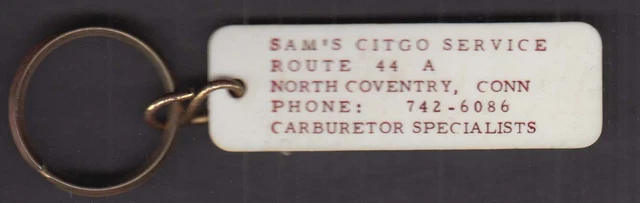 SAM'S CITGO SERVICE
ROUTE 44 A
NORTH COVENTRY, CONN
PHONE: 742-6086
CARBURETOR SPECIALISTS